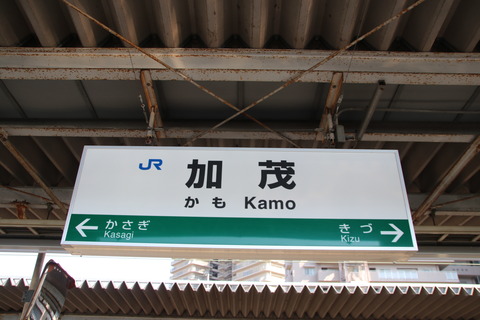 JR 加茂
かも Kamo
← かさぎ きづ →
Kasagi Kizu